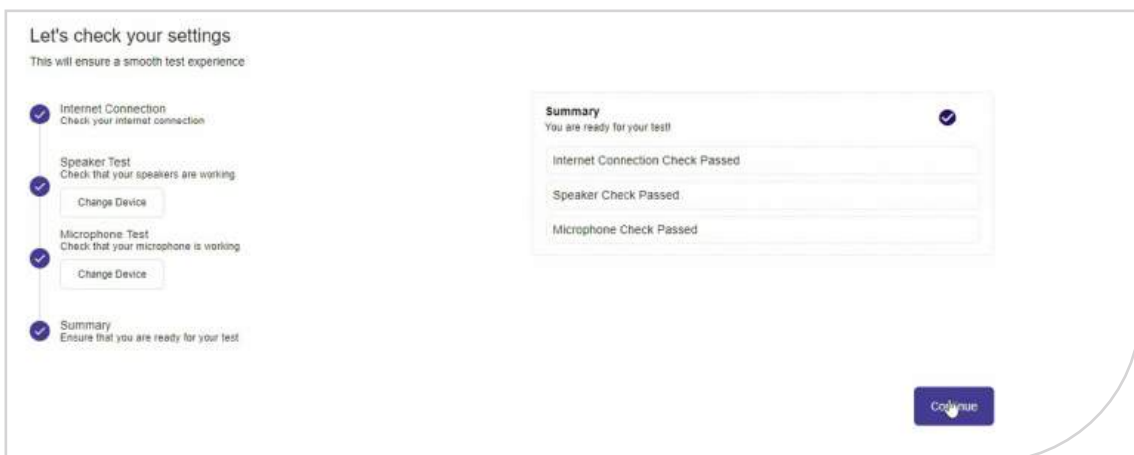 Let's check your settings
This will ensure a smooth test experience
Internet Connection
Check your internet connection
Speaker Test
Check that your speakers are working
Change Device
Microphone Test
Check that your microphone is working
Change Device
Summary
Ensure that you are ready for your test
Summary
You are ready for your test!
Internet Connection Check Passed
Speaker Check Passed
Microphone Check Passed
Continue